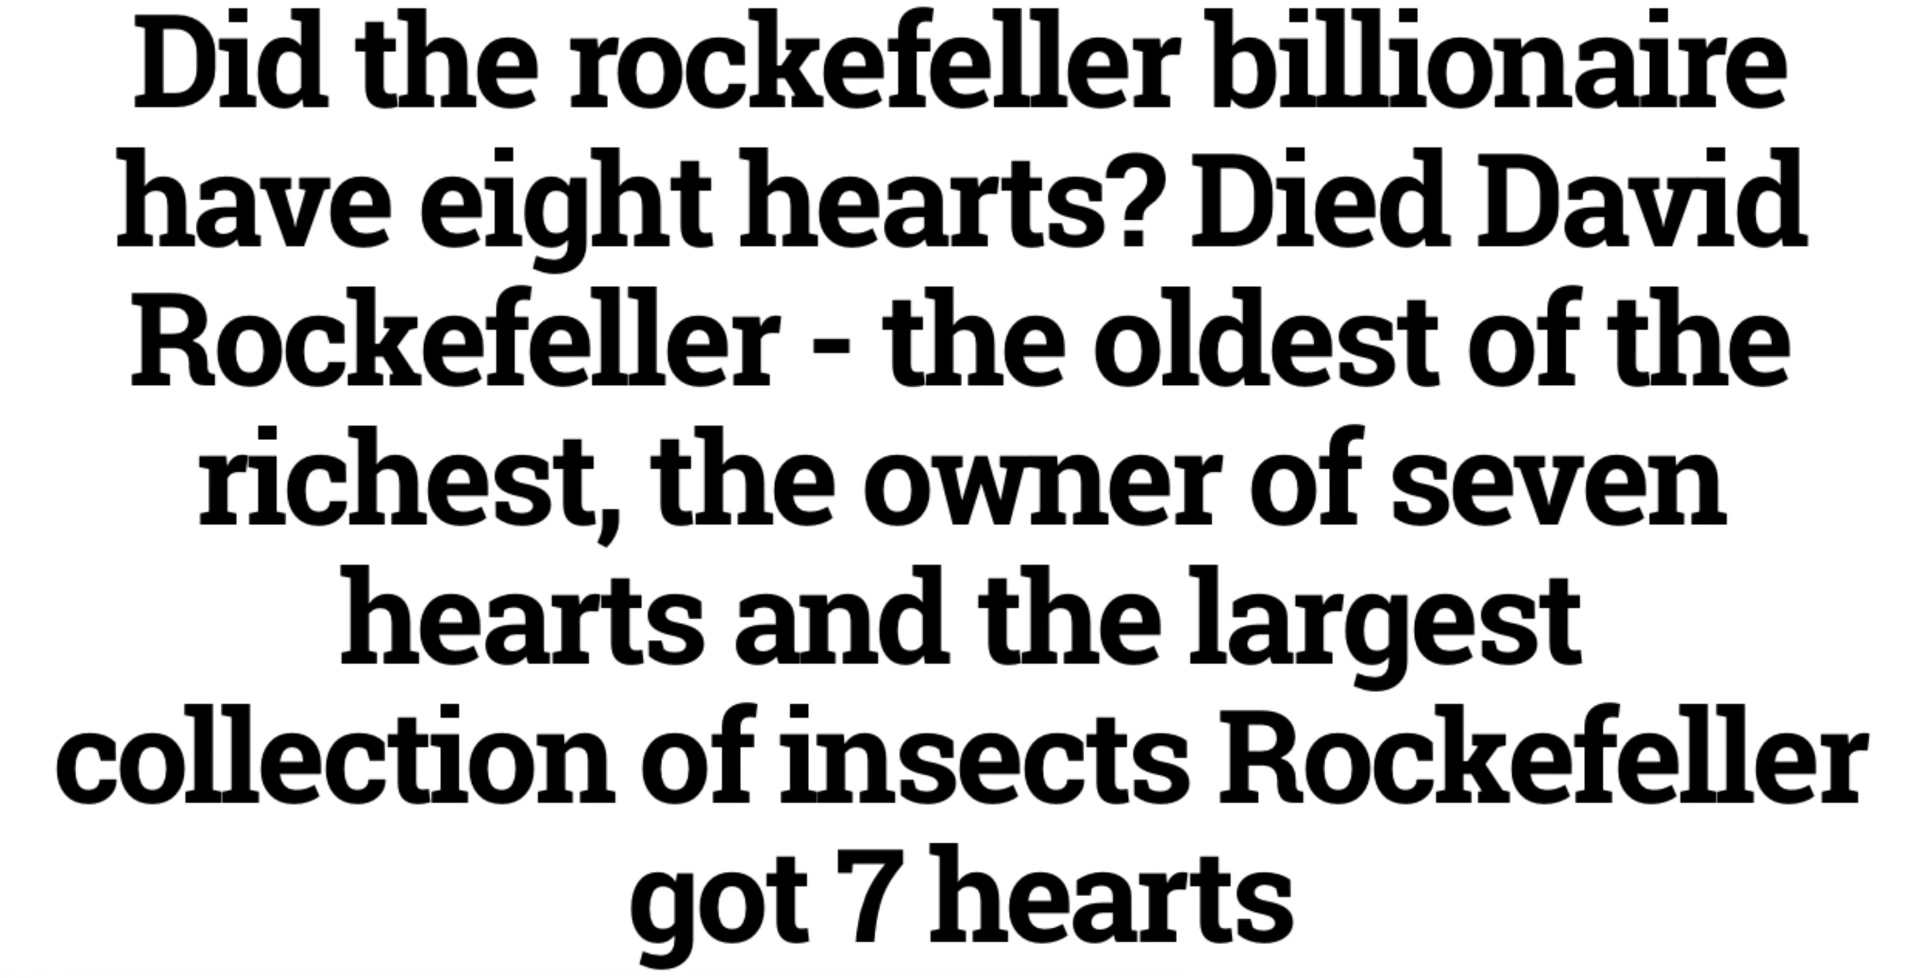 Did the rockefeller billionaire
have eight hearts? Died David
Rockefeller - the oldest of the
richest, the owner of seven
hearts and the largest
collection of insects Rockefeller
got 7 hearts